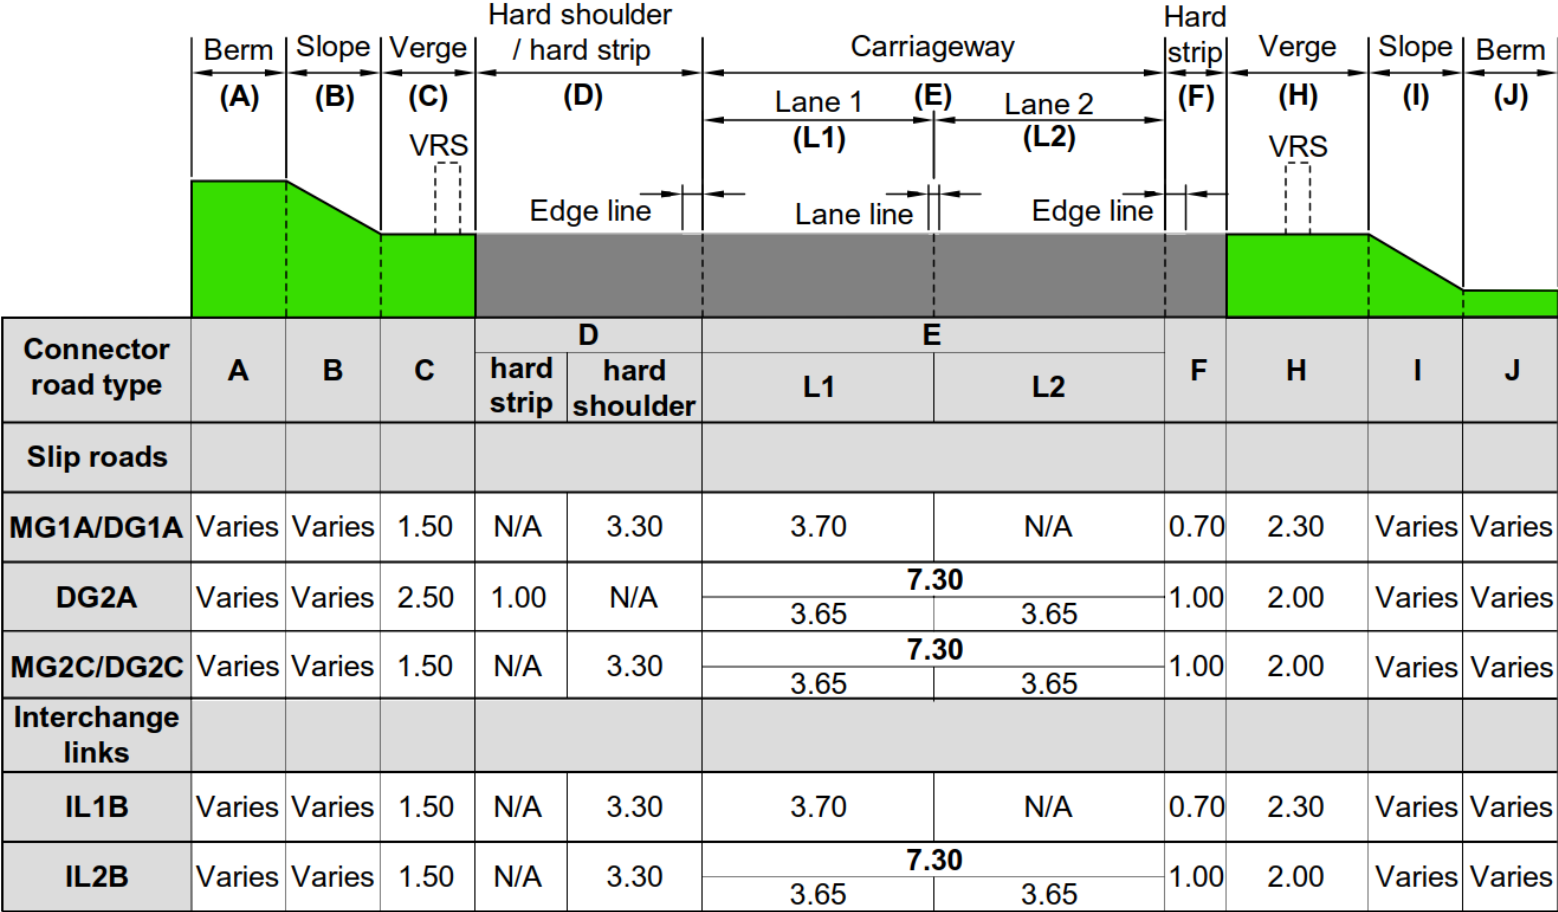 Hard shoulder
/ hard strip
Hard
strip
Berm Slope Verge Carriageway Verge Slope Berm
(A) (B) (C) (D) (E) (F) (H) (I) (J)
Lane 1 Lane 2
(L1) (L2)
VRS VRS
Edge line Lane line Edge line
Connector
road type
A B C D E F H I J
hard
strip
hard
shoulder
L1 L2
Slip roads
MG1A/DG1A Varies Varies 1.50 N/A 3.30 3.70 N/A 0.70 2.30 Varies Varies
DG2A Varies Varies 2.50 1.00 N/A 7.30 1.00 2.00 Varies Varies
3.65 3.65
MG2C/DG2C Varies Varies 1.50 N/A 3.30 7.30 1.00 2.00 Varies Varies
3.65 3.65
Interchange
links
IL1B Varies Varies 1.50 N/A 3.30 3.70 N/A 0.70 2.30 Varies Varies
IL2B Varies Varies 1.50 N/A 3.30 7.30 1.00 2.00 Varies Varies
3.65 3.65